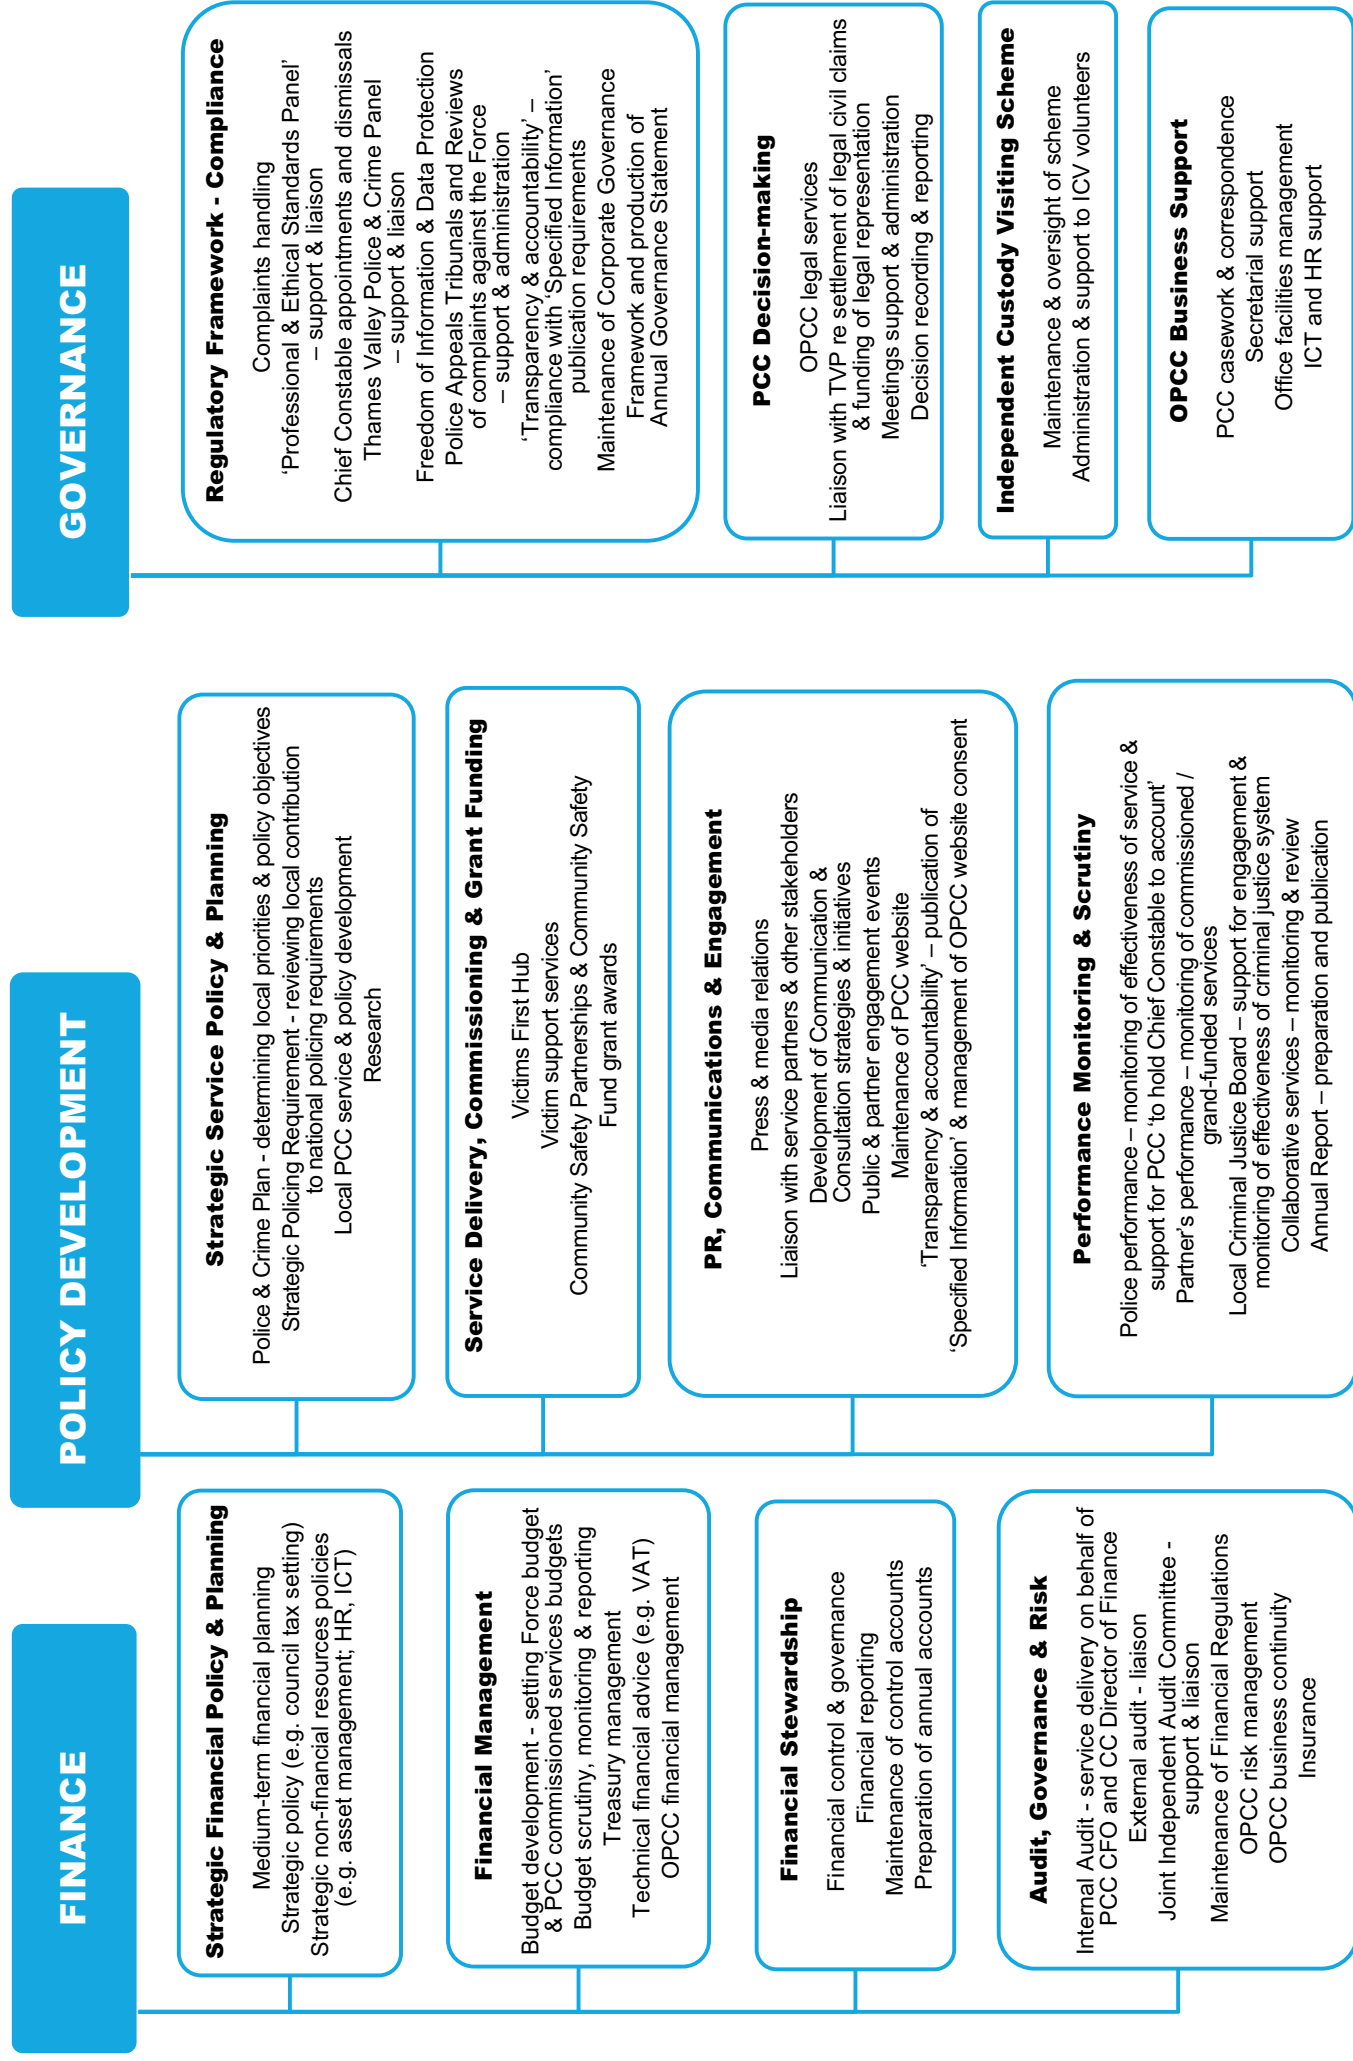 FINANCE
Strategic Financial Policy & Planning
Medium-term financial planning
Strategic policy (e.g. council tax setting)
Strategic non-financial resources policies
(e.g. asset management; HR, ICT)
Financial Management
Budget development - setting Force budget
& PCC commissioned services budgets
Budget scrutiny, monitoring & reporting
Treasury management
Technical financial advice (e.g. VAT)
OPCC financial management
Financial Stewardship
Financial control & governance
Financial reporting
Maintenance of control accounts
Preparation of annual accounts
Audit, Governance & Risk
Internal Audit - service delivery on behalf of
PCC CFO and CC Director of Finance
External audit - liaison
Joint Independent Audit Committee -
support & liaison
Maintenance of Financial Regulations
OPCC risk management
OPCC business continuity
Insurance
POLICY DEVELOPMENT
Strategic Service Policy & Planning
Police & Crime Plan - determining local priorities & policy objectives
Strategic Policing Requirement - reviewing local contribution
to national policing requirements
Local PCC service & policy development
Research
Service Delivery, Commissioning & Grant Funding
Victims First Hub
Victim support services
Community Safety Partnerships & Community Safety
Fund grant awards
PR, Communications & Engagement
Press & media relations
Liaison with service partners & other stakeholders
Development of Communication &
Consultation strategies & initiatives
Public & partner engagement events
Maintenance of PCC website
‘Transparency & accountability’ – publication of
‘Specified Information’ & management of OPCC website consent
Performance Monitoring & Scrutiny
Police performance – monitoring of effectiveness of service &
support for PCC ‘to hold Chief Constable to account’
Partner’s performance – monitoring of commissioned /
grand-funded services
Local Criminal Justice Board – support for engagement &
monitoring of effectiveness of criminal justice system
Collaborative services – monitoring & review
Annual Report – preparation and publication
GOVERNANCE
Regulatory Framework - Compliance
Complaints handling
‘Professional & Ethical Standards Panel’
– support & liaison
Chief Constable appointments and dismissals
Thames Valley Police & Crime Panel
– support & liaison
Freedom of Information & Data Protection
Police Appeals Tribunals and Reviews
of complaints against the Force
– support & administration
‘Transparency & accountability’ –
compliance with ‘Specified Information’
publication requirements
Maintenance of Corporate Governance
Framework and production of
Annual Governance Statement
PCC Decision-making
OPCC legal services
Liaison with TVP re settlement of legal civil claims
& funding of legal representation
Meetings support & administration
Decision recording & reporting
Independent Custody Visiting Scheme
Maintenance & oversight of scheme
Administration & support to ICV volunteers
OPCC Business Support
PCC casework & correspondence
Secretarial support
Office facilities management
ICT and HR support